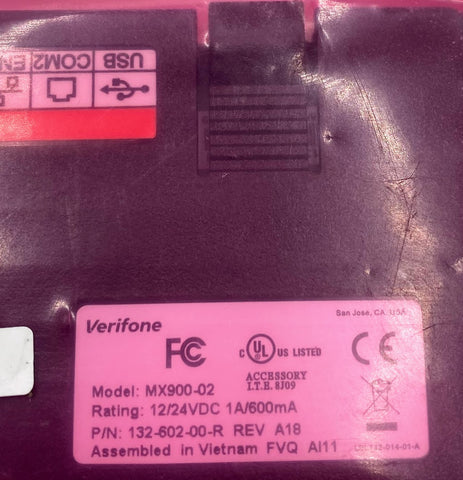 USB
COM2
EN
San Jose, CA. USA
Verifone
FC
C UL US LISTED
CE
ACCESSORY
I.T.E. 8J09
Model: MX900-02
Rating: 12/24VDC 1A/600mA
P/N: 132-602-00-R REV A18
Assembled in Vietnam FVQ AI11